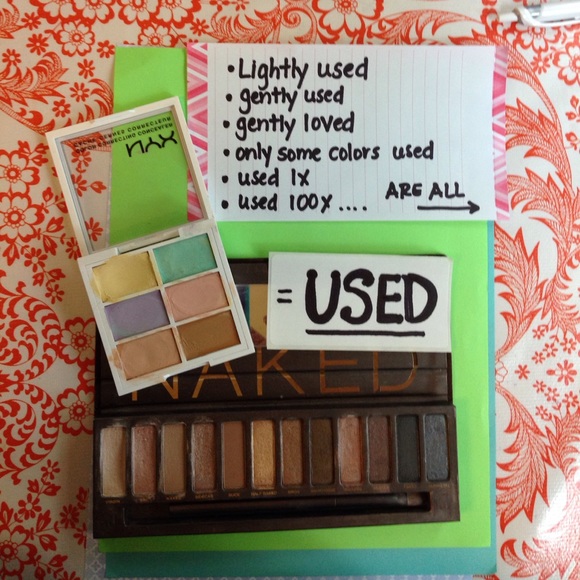 • Lightly used
• gently used
• gently loved
• only some colors used
• used 1x
• used 100x ....
ARE ALL
= USED
NYX
NAKED